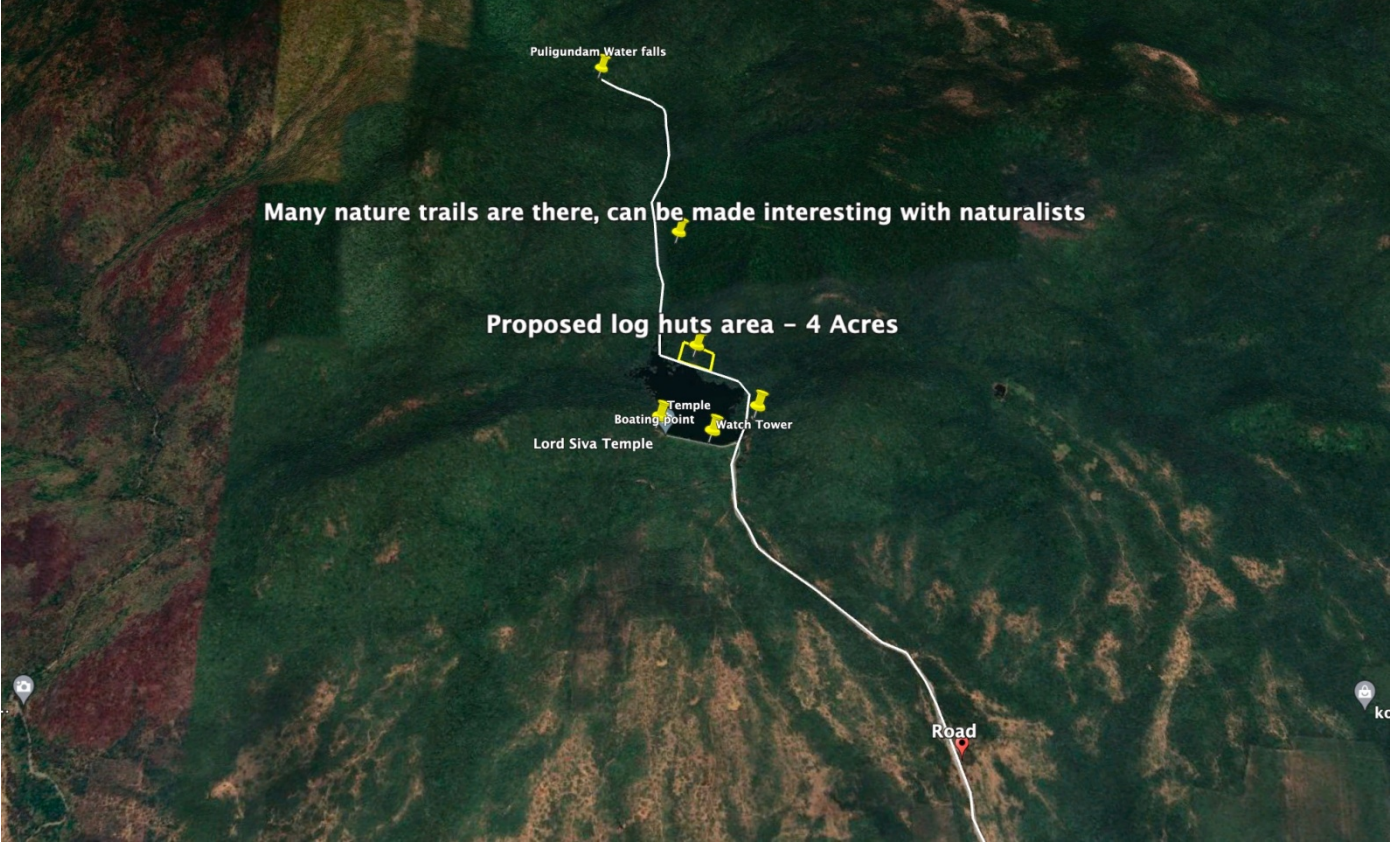 Puligundam Water falls
Many nature trails are there, can be made interesting with naturalists
Proposed log huts area – 4 Acres
Temple
Boating point
Watch Tower
Lord Siva Temple
Road